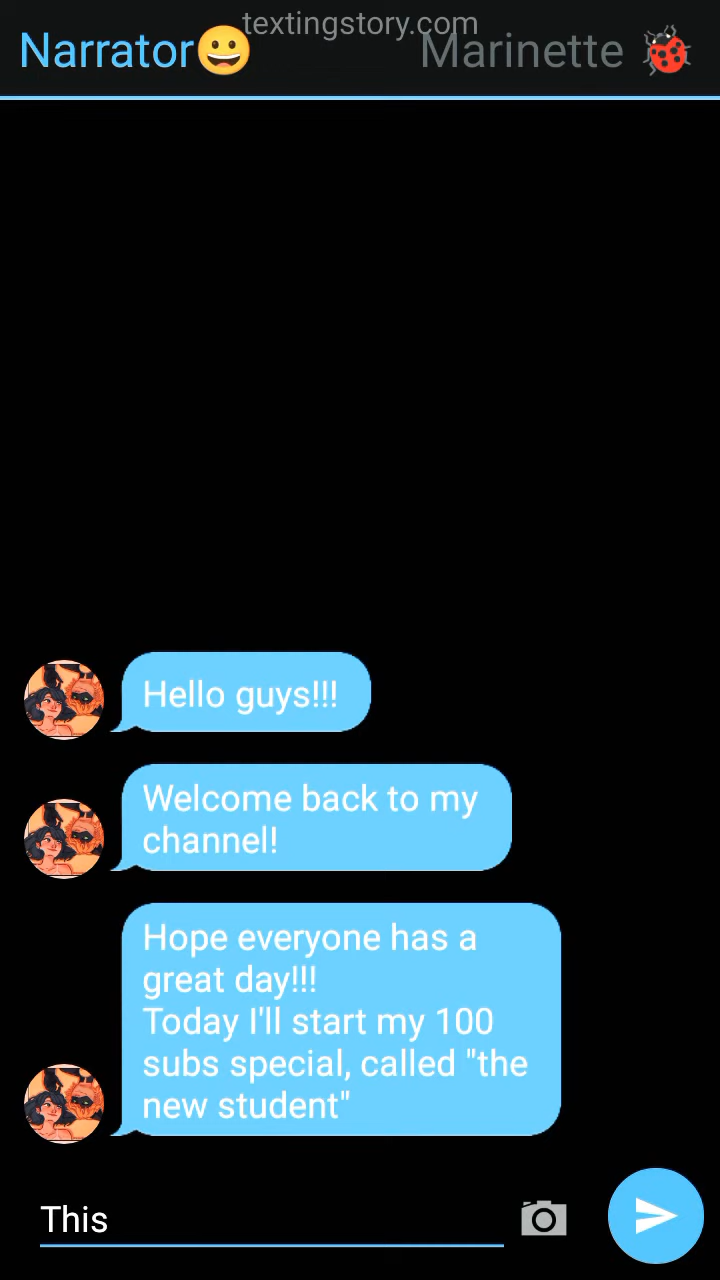 textingstory.com
Narrator😀 Marinette 🐞
Hello guys!!!
Welcome back to my
channel!
Hope everyone has a
great day!!!
Today I'll start my 100
subs special, called "the
new student"
This